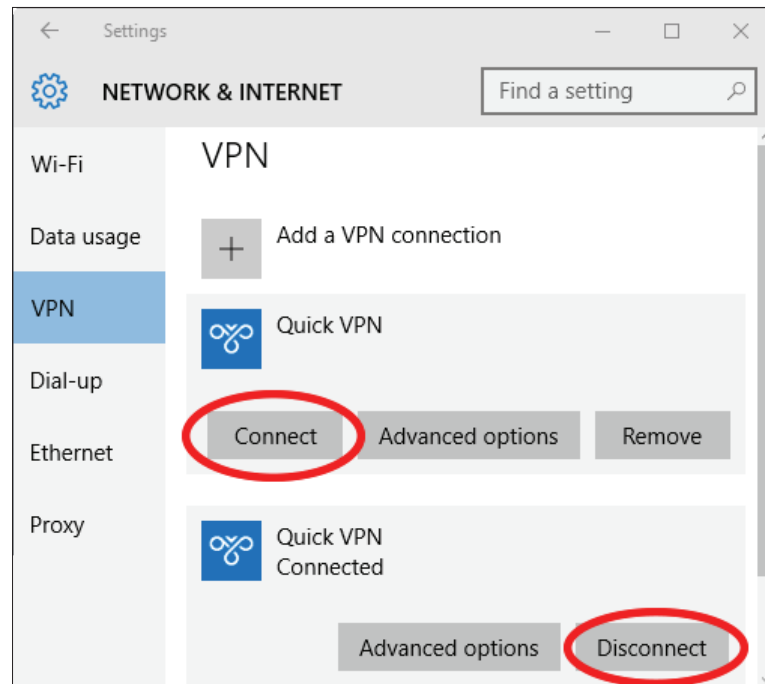 Settings
NETWORK & INTERNET
Find a setting
Wi-Fi
Data usage
VPN
Dial-up
Ethernet
Proxy
VPN
Add a VPN connection
Quick VPN
Connect Advanced options Remove
Quick VPN
Connected
Advanced options Disconnect